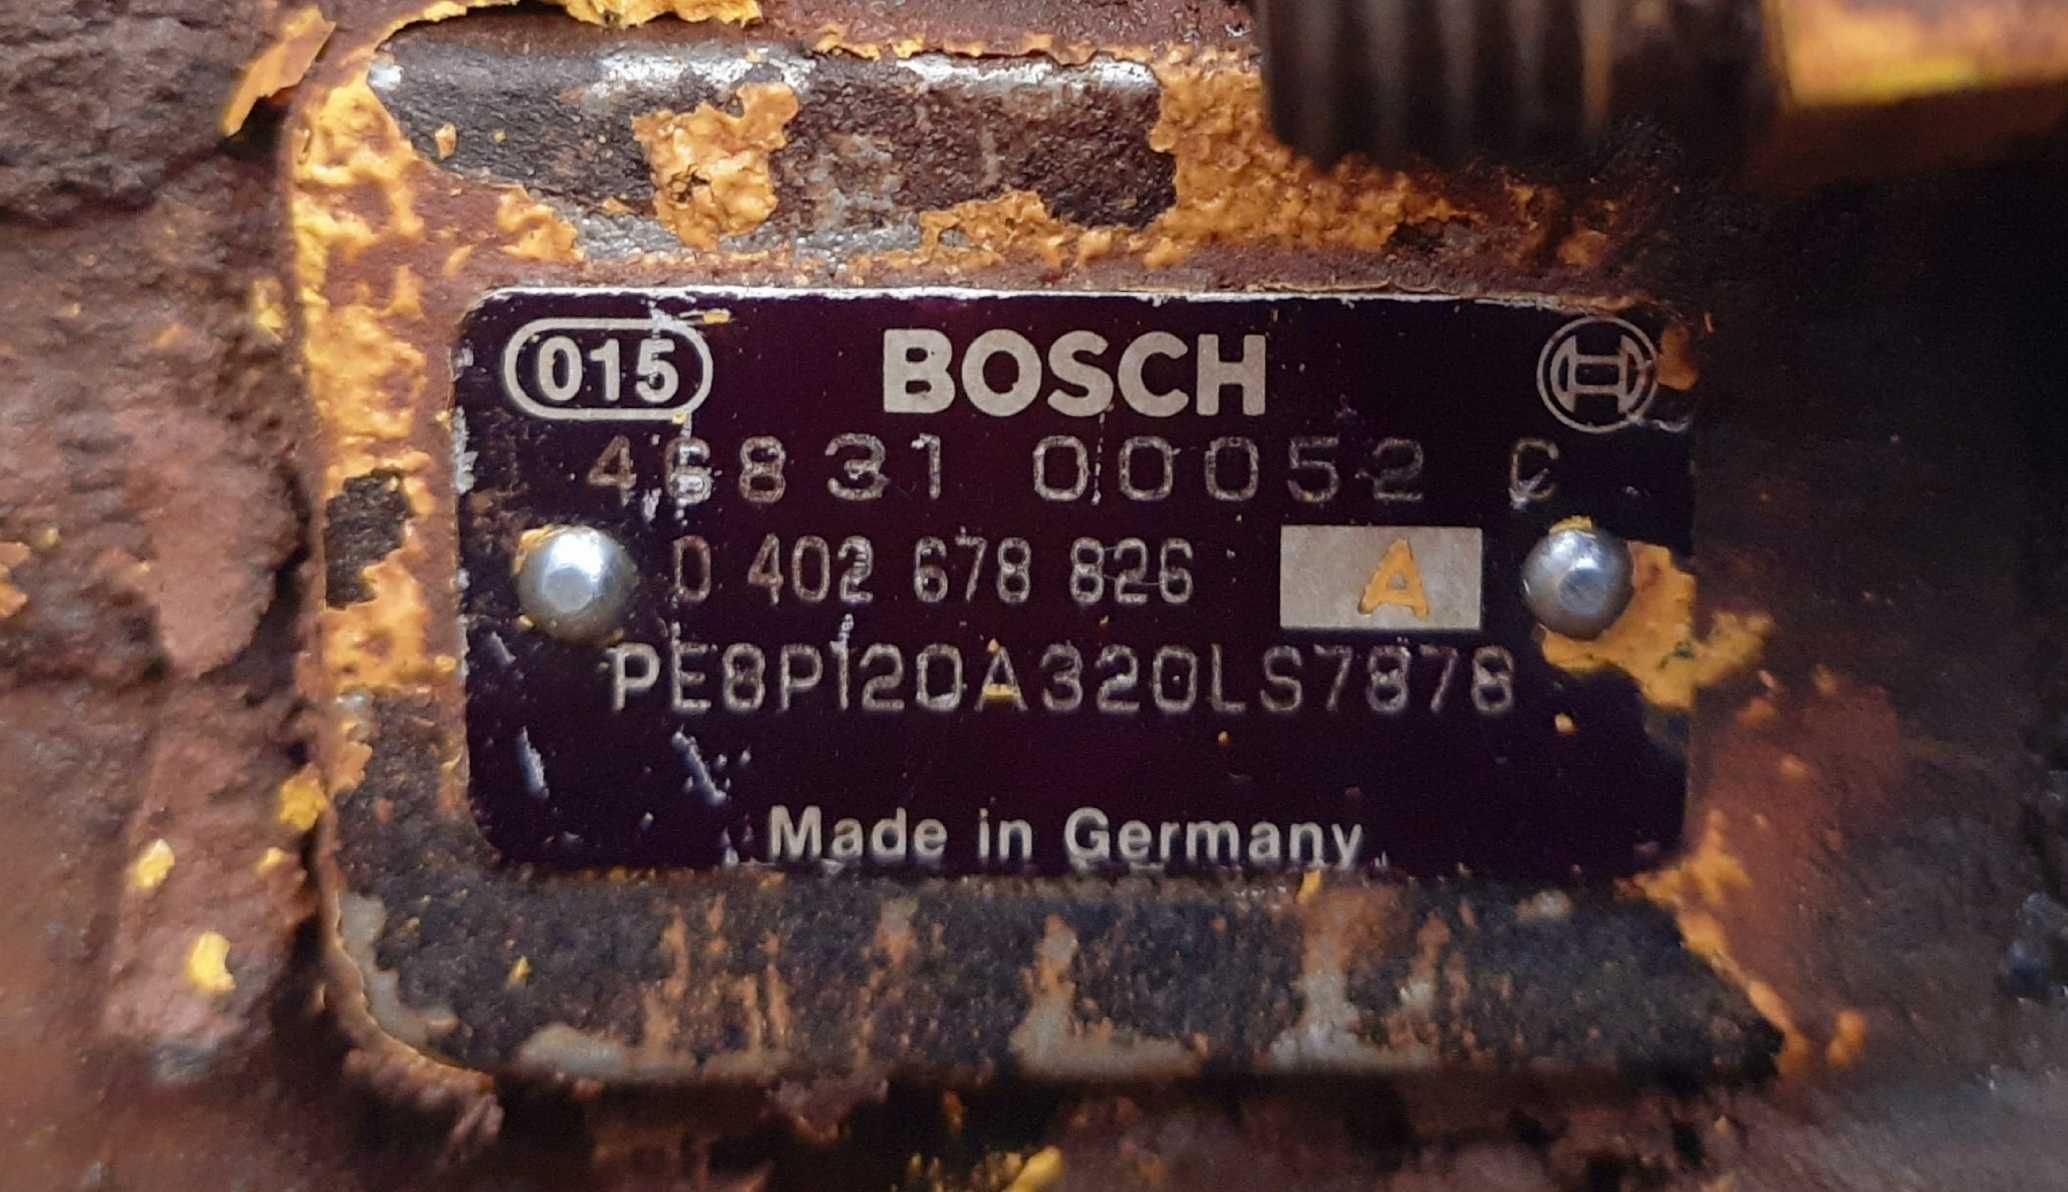 015 BOSCH
46831 00052 C
0 402 678 826 A
PE8P120A320LS7878
Made in Germany